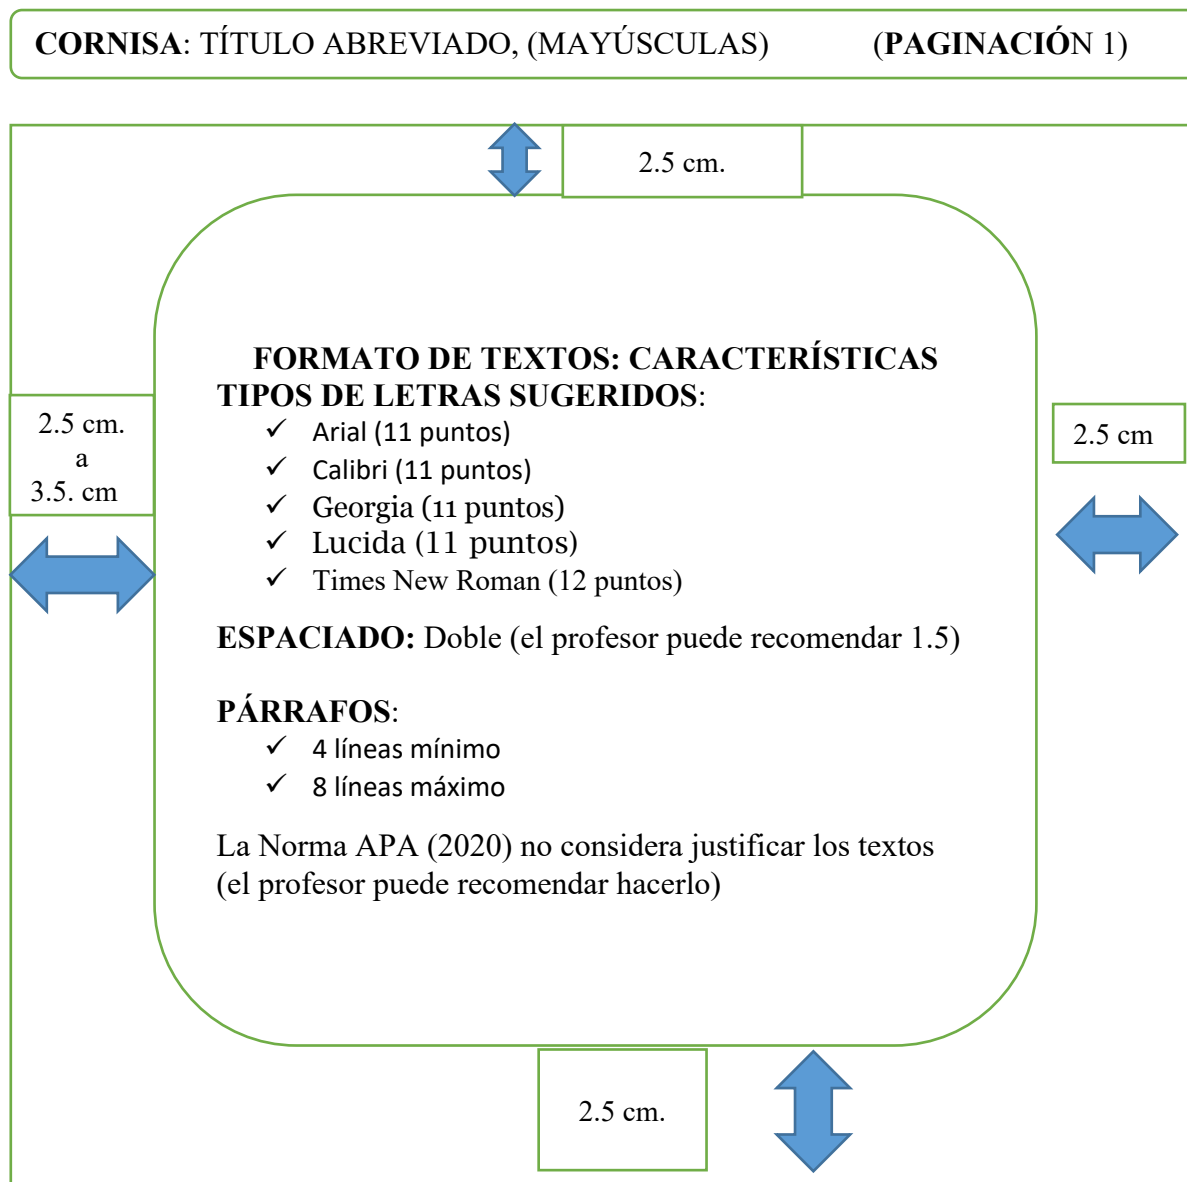 CORNISA: TÍTULO ABREVIADO, (MAYÚSCULAS) (PAGINACIÓN 1)
2.5 cm.
FORMATO DE TEXTOS: CARACTERÍSTICAS
TIPOS DE LETRAS SUGERIDOS:
✓ Arial (11 puntos)
✓ Calibri (11 puntos)
✓ Georgia (11 puntos)
✓ Lucida (11 puntos)
✓ Times New Roman (12 puntos)
ESPACIADO: Doble (el profesor puede recomendar 1.5)
PÁRRAFOS:
✓ 4 líneas mínimo
✓ 8 líneas máximo
La Norma APA (2020) no considera justificar los textos
(el profesor puede recomendar hacerlo)
2.5 cm.
a
3.5. cm
2.5 cm
2.5 cm.